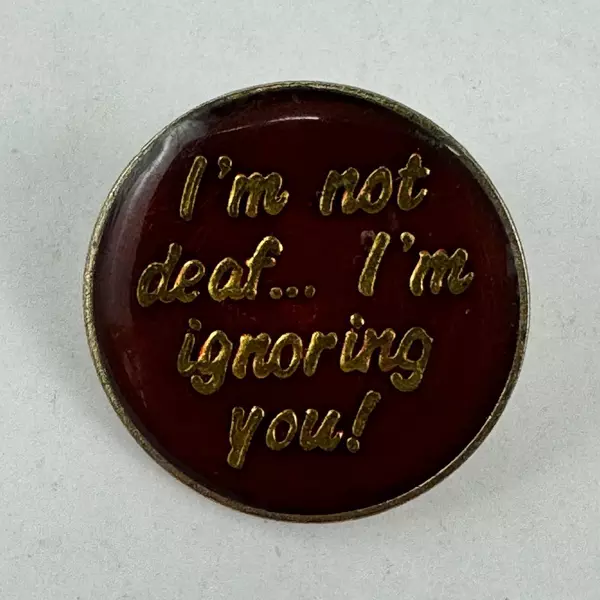 I'm not
deaf... I'm
ignoring
you!